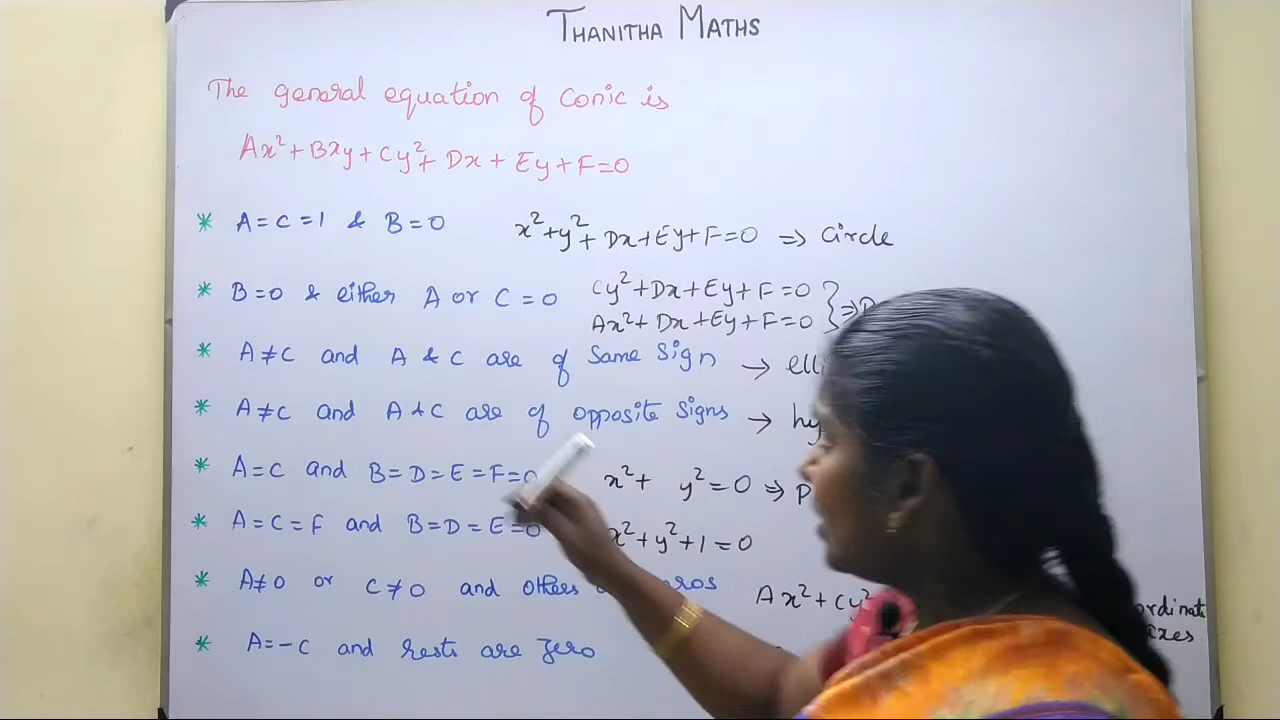 THANITHA MATHS
The general equation of Conic is
Ax²+Bxy+Cy²+Dx+Ey+F=0
* A=C=1 & B=0 x²+y²+Dx+Ey+F=0 ⇒ Circle
* B=0 & either A or C=0 Cy²+Dx+Ey+F=0
Ax²+Dx+Ey+F=0 } ⇒
* A≠C and A & C are of Same Sign →
* A≠C and A & C are of opposite Signs →
* A=C and B=D=E=F=0 x²+ y²=0 ⇒
* A=C=F and B=D=E=0 x²+y²+1=0
* A≠0 or C≠0 and others Ax²+Cy²
* A=-C and rests are zero
axes